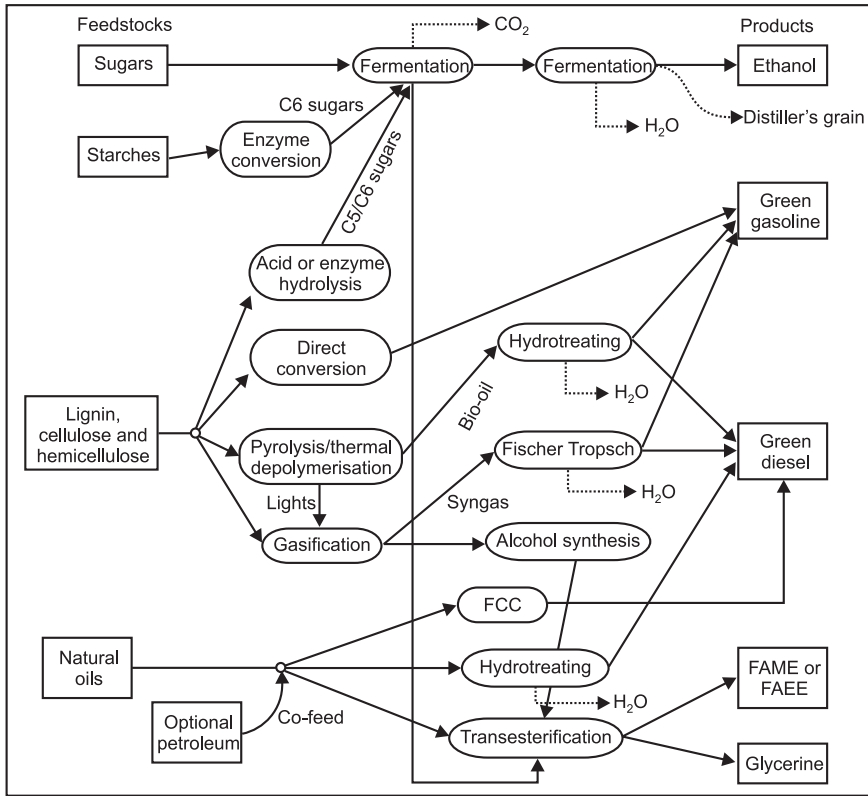 Feedstocks
Products
CO₂
Sugars
Fermentation
Fermentation
Ethanol
C6 sugars
H₂O
Distiller's grain
Starches
Enzyme
conversion
C5/C6 sugars
Green
gasoline
Acid or enzyme
hydrolysis
Direct
conversion
Hydrotreating
H₂O
Bio-oil
Lignin,
cellulose and
hemicellulose
Pyrolysis/thermal
depolymerisation
Fischer Tropsch
Green
diesel
H₂O
Lights
Syngas
Gasification
Alcohol synthesis
FCC
Natural
oils
Hydrotreating
FAME or
FAEE
H₂O
Optional
petroleum
Co-feed
Transesterification
Glycerine